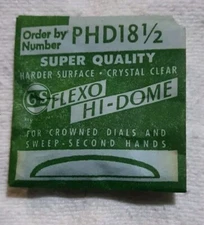 Order by
Number PHD18½
SUPER QUALITY
HARDER SURFACE · CRYSTAL CLEAR
GS FLEXO
HI-DOME
FOR CROWNED DIALS AND
SWEEP-SECOND HANDS